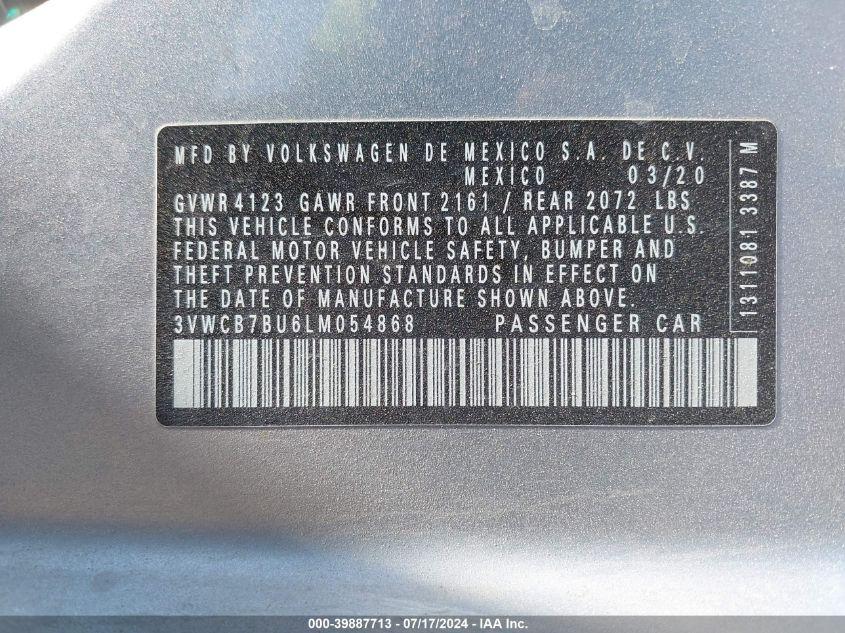 MFD BY VOLKSWAGEN DE MEXICO S.A. DE C.V.
MEXICO 03/20
GVWR 4123 GAWR FRONT 2161 / REAR 2072 LBS
THIS VEHICLE CONFORMS TO ALL APPLICABLE U.S.
FEDERAL MOTOR VEHICLE SAFETY, BUMPER AND
THEFT PREVENTION STANDARDS IN EFFECT ON
THE DATE OF MANUFACTURE SHOWN ABOVE.
3VWCB7BU6LM054868 PASSENGER CAR
1311081 3387 M
000-39887713 - 07/17/2024 - IAA, Inc.